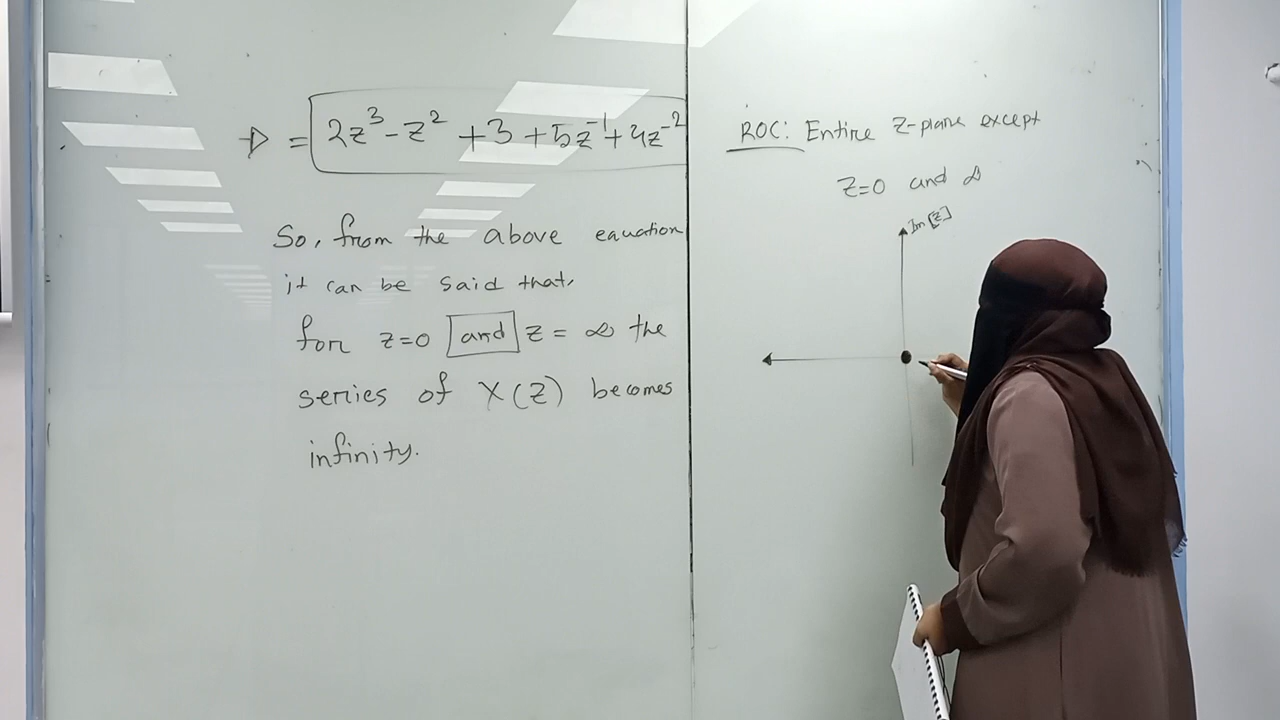 ⇒ = 2z³ - z² + 3 + 5z⁻¹ + 4z⁻²
So, from the above eauation
it can be said that,
for z=0 and z = ∞ the
series of X(Z) becomes
infinity.
ROC: Entire Z-plane except
Z=0 and ∞
Im[z]